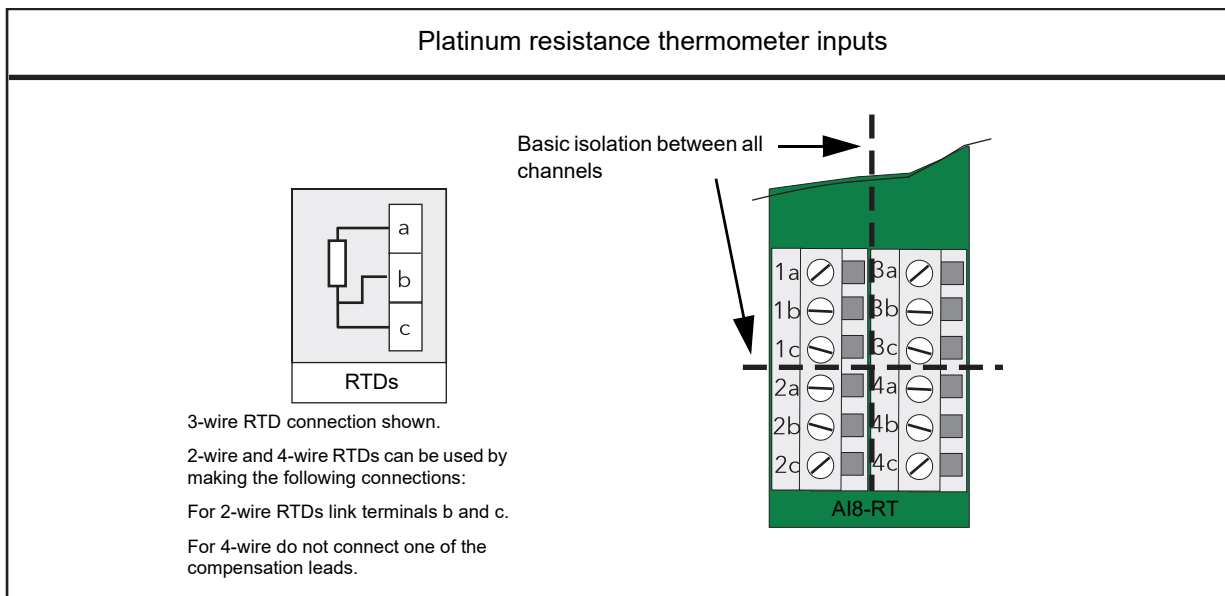 Platinum resistance thermometer inputs
Basic isolation between all
channels
a
b
c
RTDs
3-wire RTD connection shown.
2-wire and 4-wire RTDs can be used by
making the following connections:
For 2-wire RTDs link terminals b and c.
For 4-wire do not connect one of the
compensation leads.
1a 3a
1b 3b
1c 3c
2a 4a
2b 4b
2c 4c
AI8-RT